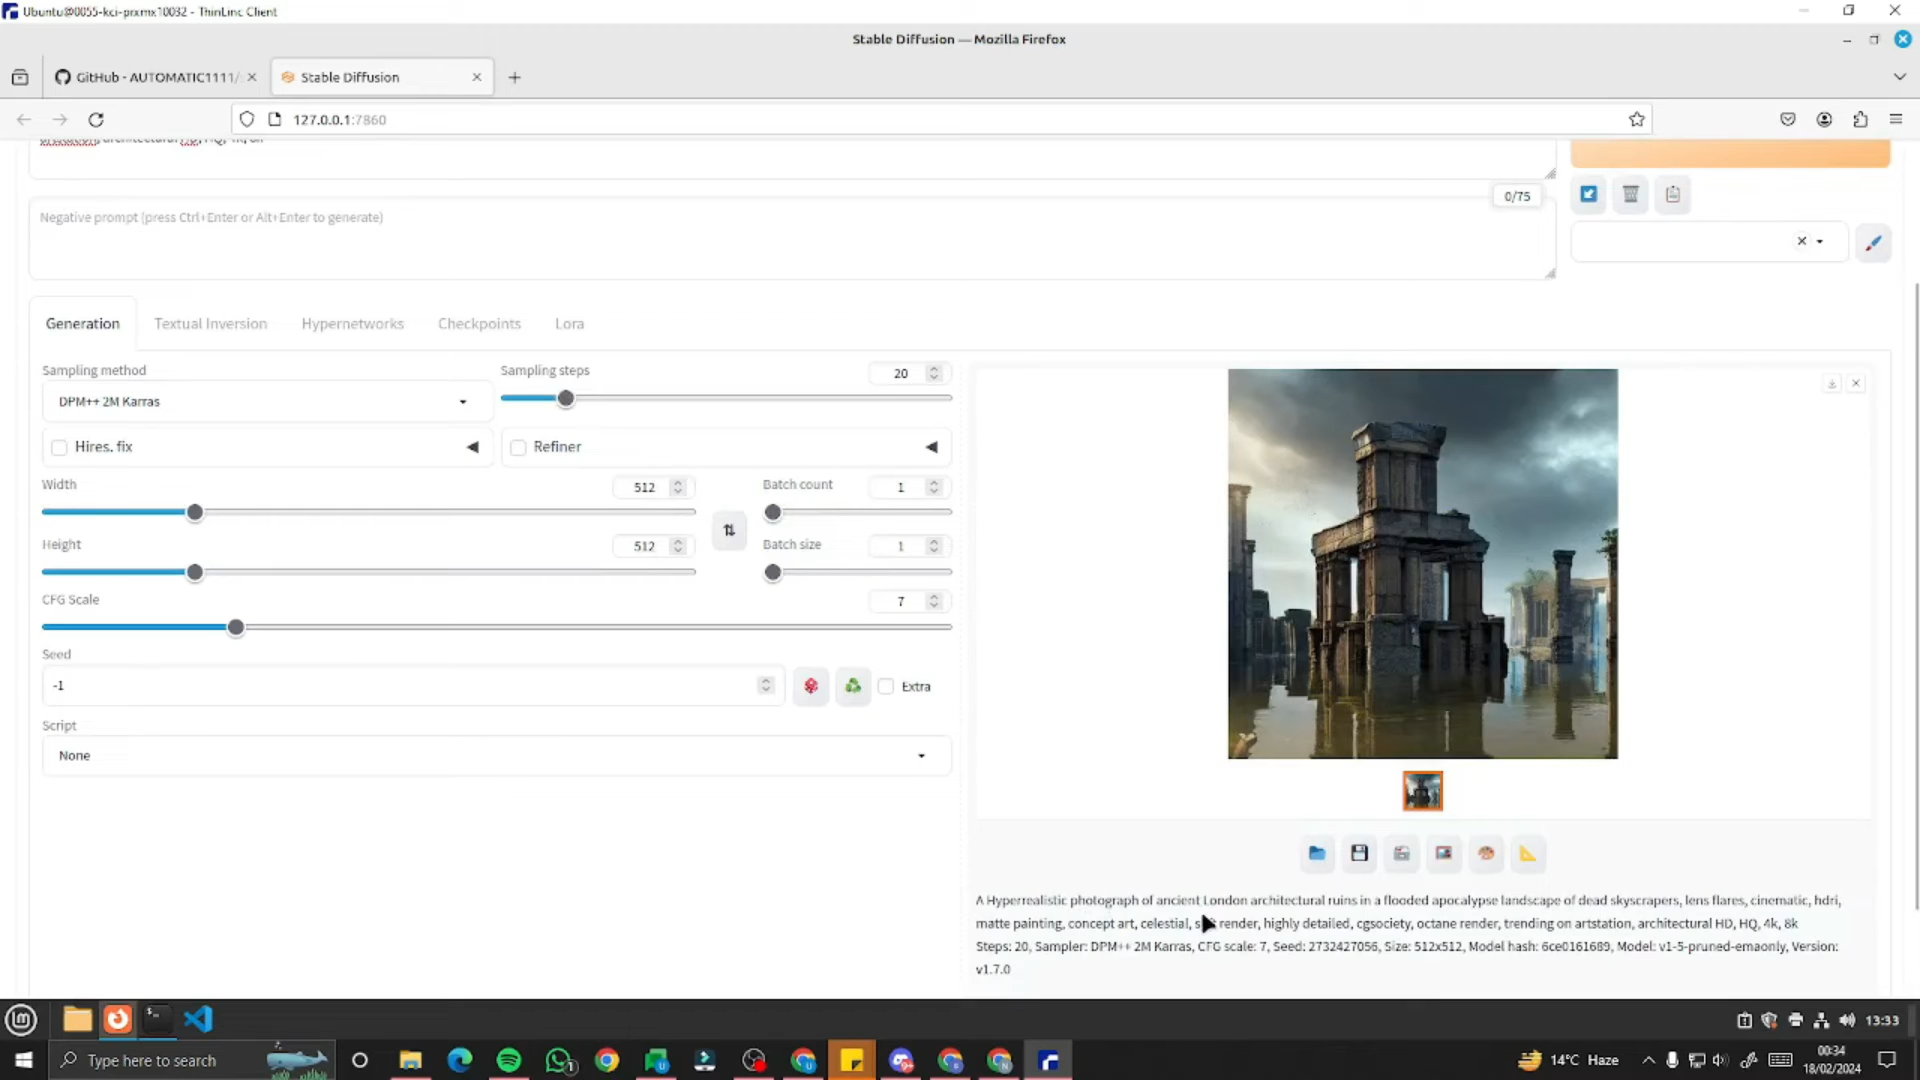 Ubuntu@0055-kci-prxmx10032 - ThinLinc Client
Stable Diffusion — Mozilla Firefox
GitHub - AUTOMATIC1111/
Stable Diffusion
127.0.0.1:7860
0/75
Negative prompt (press Ctrl+Enter or Alt+Enter to generate)
Generation Textual Inversion Hypernetworks Checkpoints Lora
Sampling method
DPM++ 2M Karras
Sampling steps
20
Hires. fix
Refiner
Width
512
Batch count
1
Height
512
Batch size
1
CFG Scale
7
Seed
-1
Extra
Script
None
A Hyperrealistic photograph of ancient London architectural ruins in a flooded apocalypse landscape of dead skyscrapers, lens flares, cinematic, hdri,
matte painting, concept art, celestial, render, highly detailed, cgsociety, octane render, trending on artstation, architectural HD, HQ, 4k, 8k
Steps: 20, Sampler: DPM++ 2M Karras, CFG scale: 7, Seed: 2732427056, Size: 512x512, Model hash: 6ce0161689, Model: v1-5-pruned-emaonly, Version:
v1.7.0
13:33
Type here to search
14°C Haze
00:34
18/02/2024